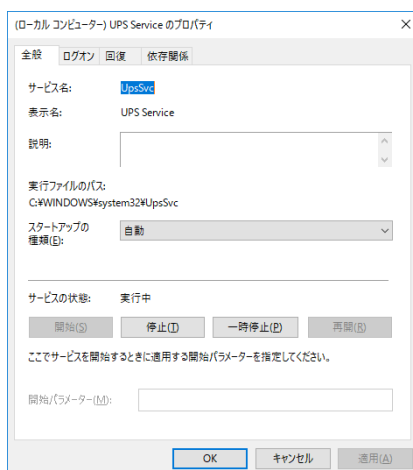 (ローカル コンピューター) UPS Service のプロパティ
全般 ログオン 回復 依存関係
サービス名: UpsSvc
表示名: UPS Service
説明:
実行ファイルのパス:
C:¥WINDOWS¥system32¥UpsSvc
スタートアップの
種類(E): 自動
サービスの状態: 実行中
開始(S) 停止(T) 一時停止(P) 再開(R)
ここでサービスを開始するときに適用する開始パラメーターを指定してください。
開始パラメーター(M):
OK キャンセル 適用(A)